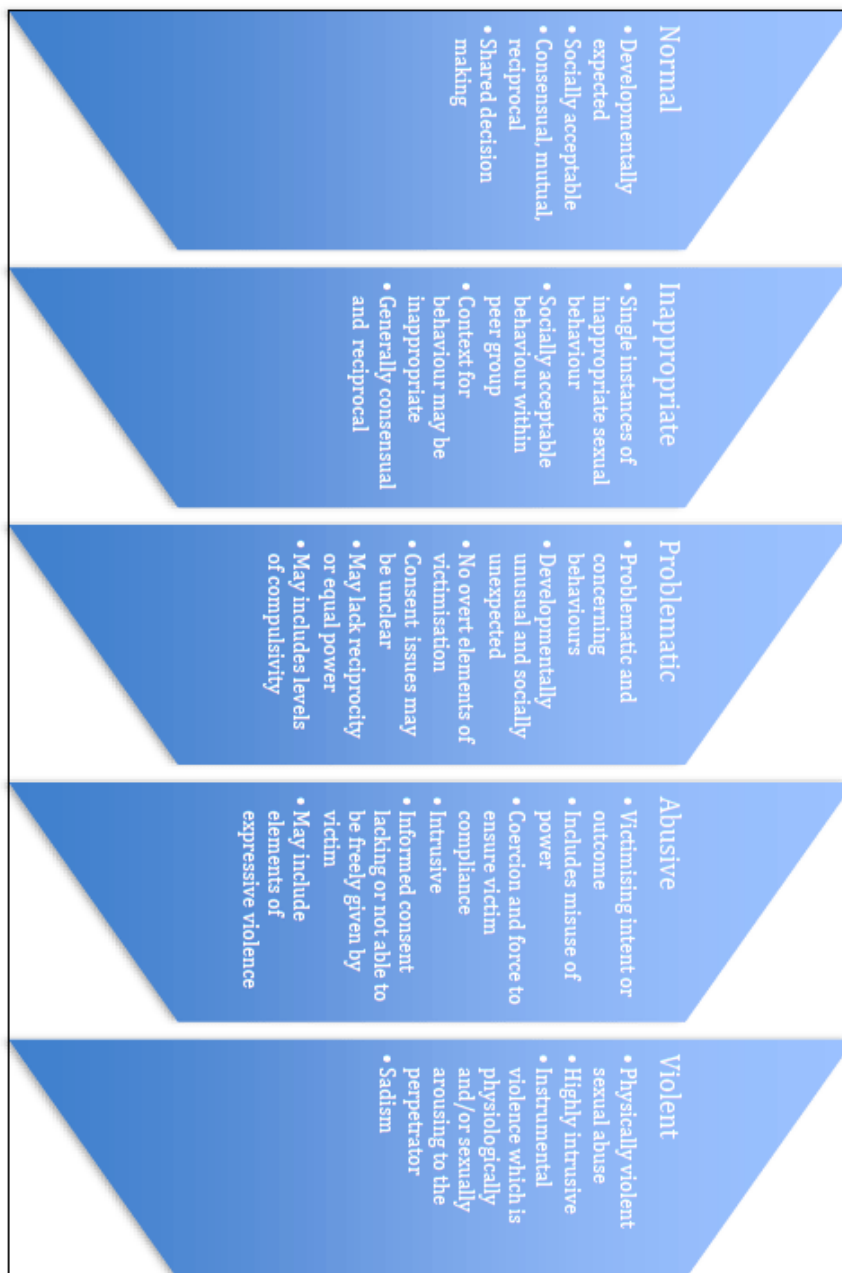 Normal
• Developmentally
expected
• Socially acceptable
• Consensual, mutual,
reciprocal
• Shared decision
making
Inappropriate
• Single instances of
inappropriate sexual
behaviour
• Socially acceptable
behaviour within
peer group
• Context for
behaviour may be
inappropriate
• Generally consensual
and reciprocal
Problematic
• Problematic and
concerning
behaviours
• Developmentally
unusual and socially
unexpected
• No overt elements of
victimisation
• Consent issues may
be unclear
• May lack reciprocity
or equal power
• May includes levels
of compulsivity
Abusive
• Victimising intent or
outcome
• Includes misuse of
power
• Coercion and force to
ensure victim
compliance
• Intrusive
• Informed consent
lacking or not able to
be freely given by
victim
• May include
elements of
expressive violence
Violent
• Physically violent
sexual abuse
• Highly intrusive
• Instrumental
violence which is
physiologically
and/or sexually
arousing to the
perpetrator
• Sadism